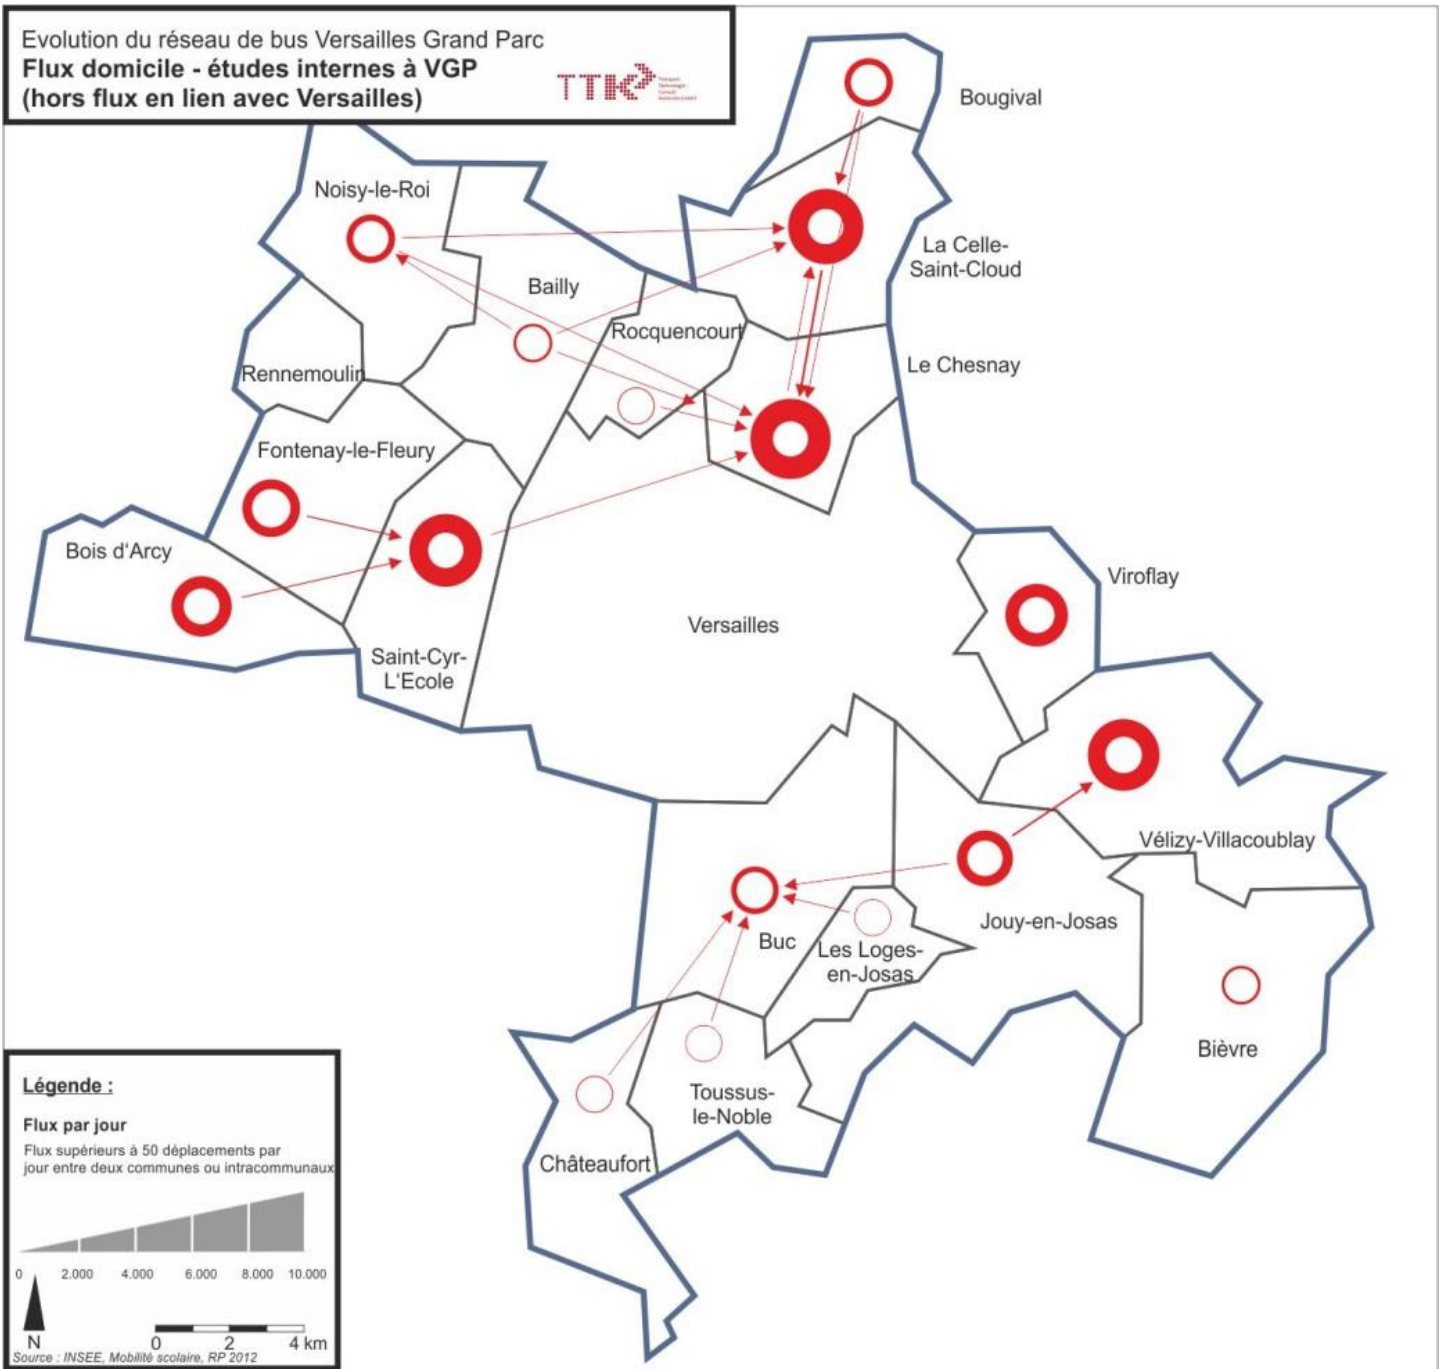 Evolution du réseau de bus Versailles Grand Parc
Flux domicile - études internes à VGP
(hors flux en lien avec Versailles)
TTK
Bougival
Noisy-le-Roi
La Celle-
Saint-Cloud
Bailly
Rocquencourt
Le Chesnay
Rennemoulin
Fontenay-le-Fleury
Bois d'Arcy
Viroflay
Versailles
Saint-Cyr-
L'Ecole
Vélizy-Villacoublay
Jouy-en-Josas
Buc
Les Loges-
en-Josas
Bièvre
Toussus-
le-Noble
Châteaufort
Légende :
Flux par jour
Flux supérieurs à 50 déplacements par
jour entre deux communes ou intracommunaux
0 2.000 4.000 6.000 8.000 10.000
N
0 2 4 km
Source : INSEE, Mobilité scolaire, RP 2012